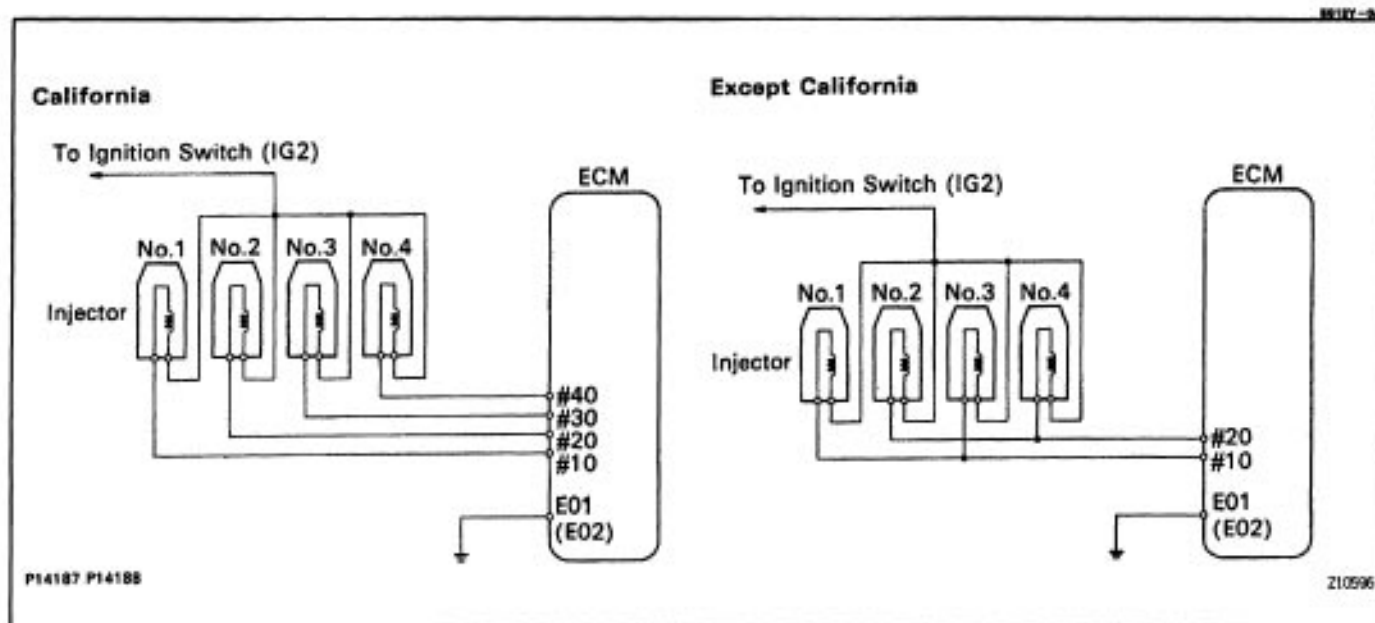 California
To Ignition Switch (IG2)
ECM
No.1 No.2 No.3 No.4
Injector
#40
#30
#20
#10
E01
(E02)
P14187 P14188
Except California
To Ignition Switch (IG2)
ECM
No.1 No.2 No.3 No.4
Injector
#20
#10
E01
(E02)
Z10596